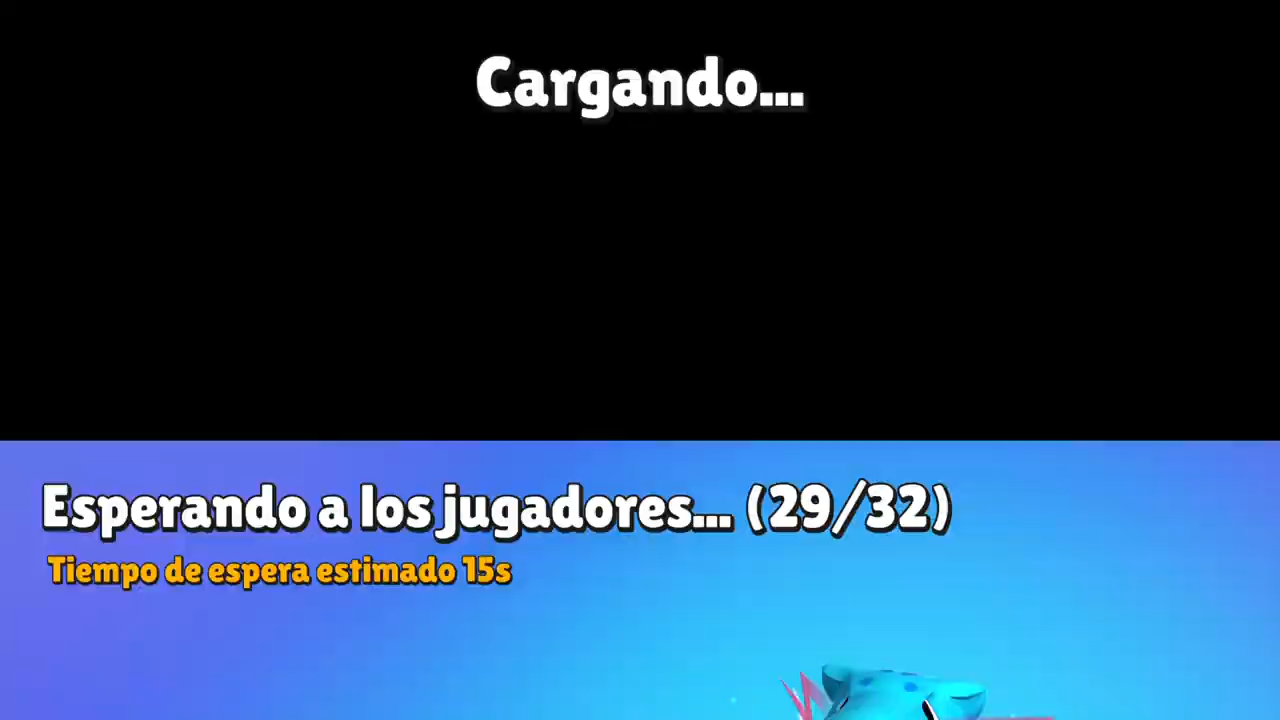 Cargando...
Esperando a los jugadores... (29/32)
Tiempo de espera estimado 15s